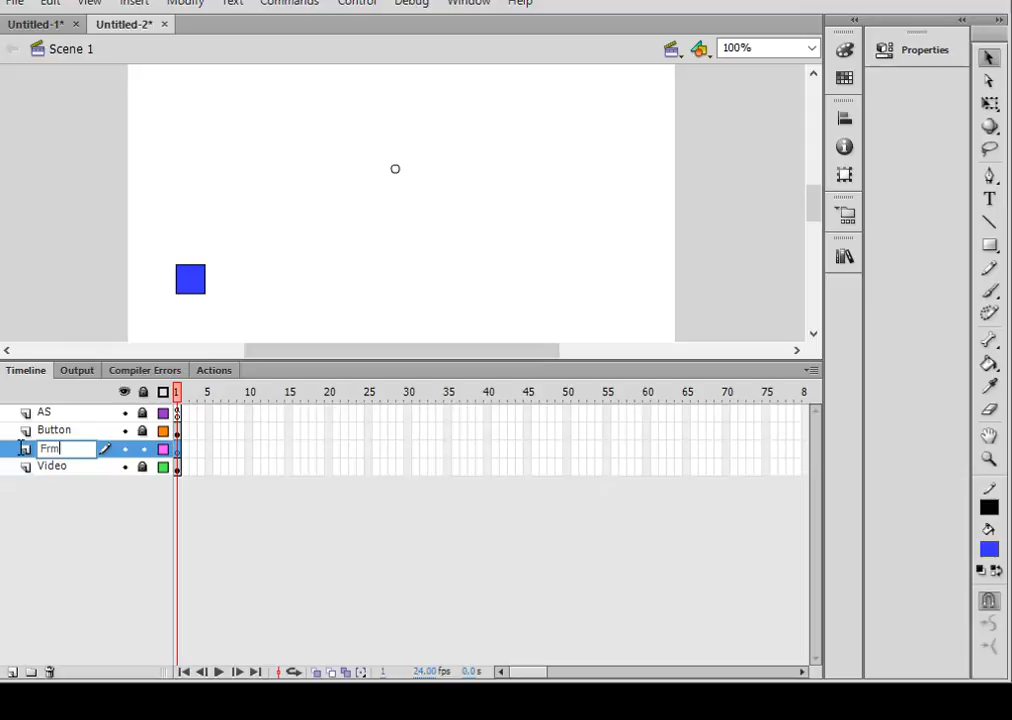 File Edit View Insert Modify Text Commands Control Debug Window Help
Untitled-1* × Untitled-2* ×
Scene 1
100%
Properties
T
Timeline Output Compiler Errors Actions
1 5 10 15 20 25 30 35 40 45 50 55 60 65 70 75 8
AS
Button
Frm
Video
1 24.00 fps 0.0 s